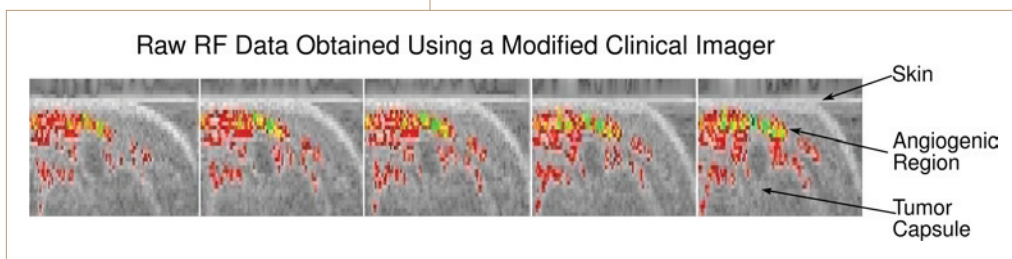 Raw RF Data Obtained Using a Modified Clinical Imager
Skin
Angiogenic
Region
Tumor
Capsule